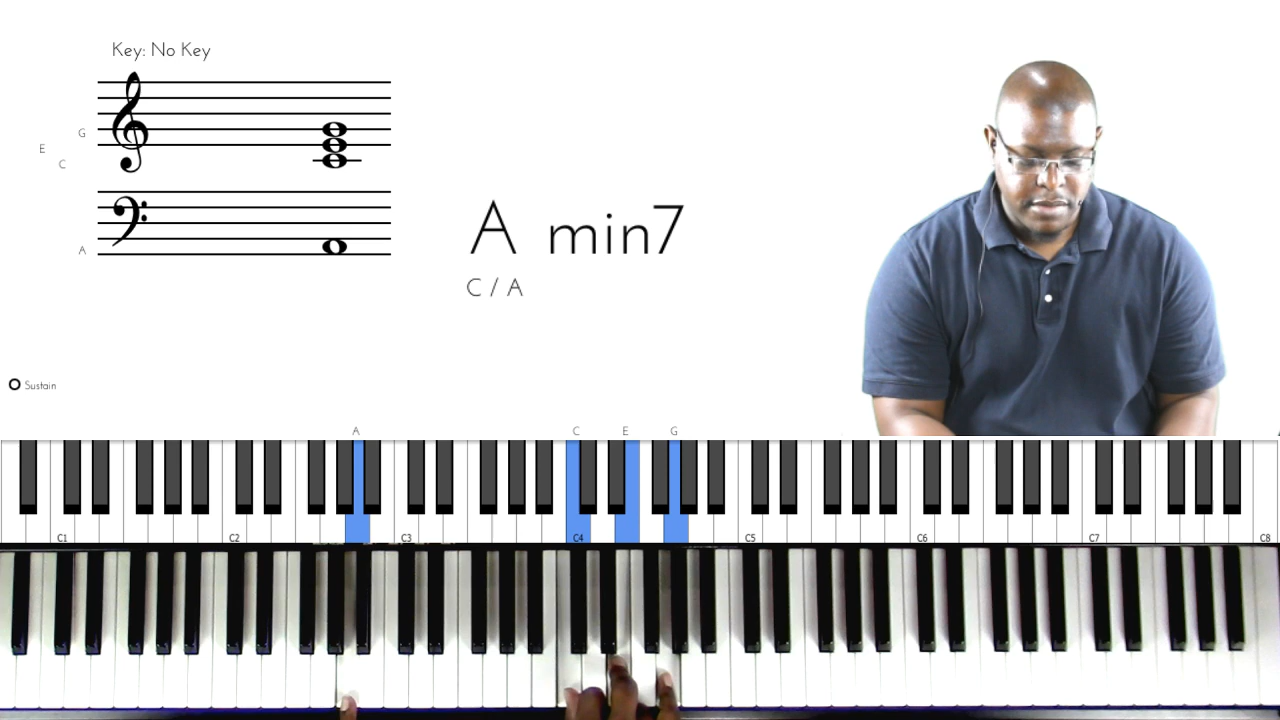 Key: No Key
G
E
C
A
A min7
C / A
Sustain
A C E G
C1 C2 C3 C4 C5 C6 C7 C8